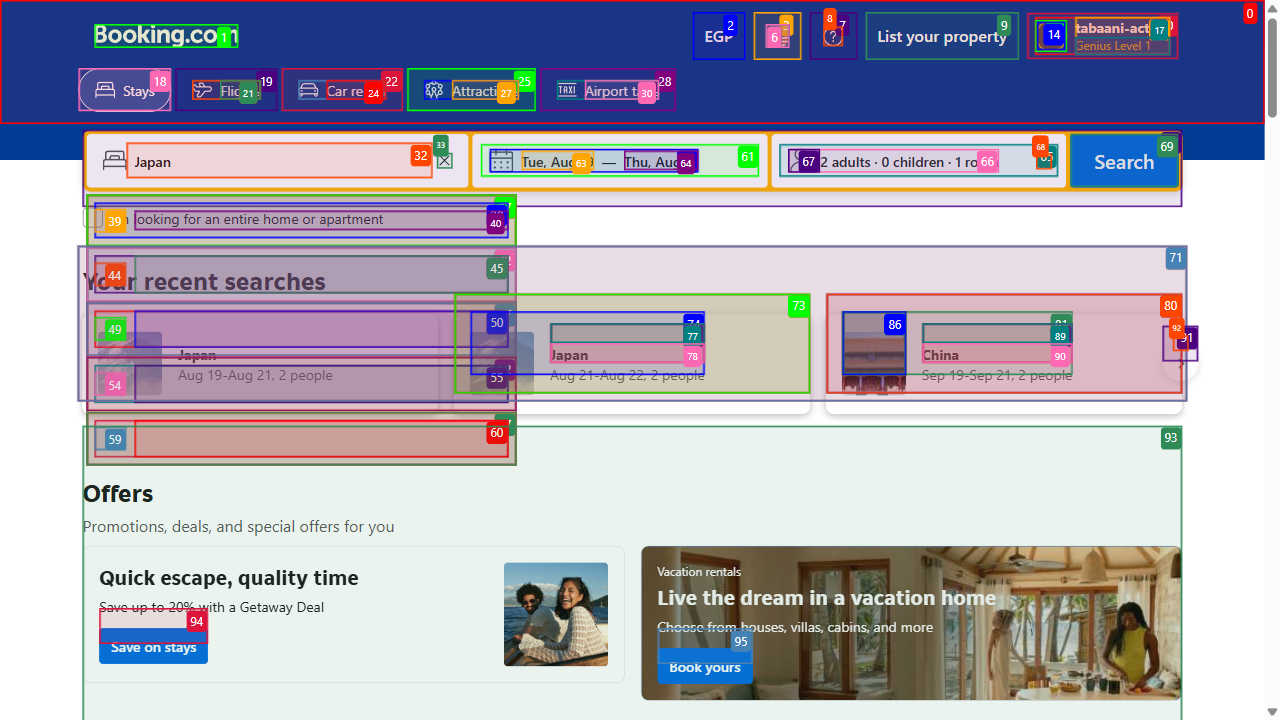 Booking.com
EGP
List your property
tabaani-act
Genius Level 1
Stays
Car re
Attracti
Airport t
Japan
Tue, Aug
—
Thu, Aug
2 adults · 0 children · 1 ro
Search
looking for an entire home or apartment
Your recent searches
Japan
Aug 19-Aug 21, 2 people
Japan
Aug 21-Aug 22, 2 people
China
Sep 19-Sep 21, 2 people
Offers
Promotions, deals, and special offers for you
Quick escape, quality time
Save up to 20% with a Getaway Deal
Save on stays
Vacation rentals
Live the dream in a vacation home
Choose from houses, villas, cabins, and more
Book yours
0
1
2
6
7
8
9
14
17
18
19
21
22
24
25
27
28
30
32
33
39
40
44
45
49
50
54
55
59
60
61
63
64
66
67
68
69
71
73
74
77
78
80
86
89
90
91
92
93
94
95